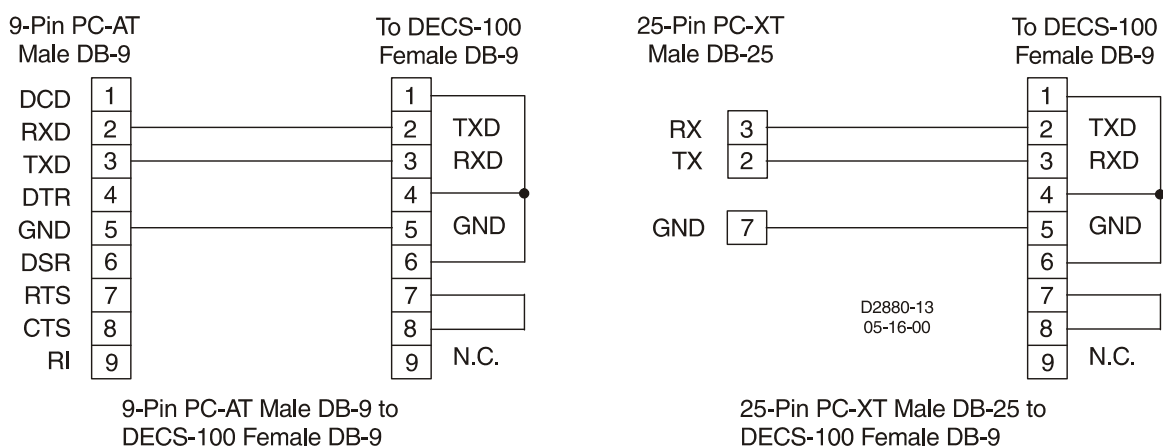 9-Pin PC-AT
Male DB-9
To DECS-100
Female DB-9
DCD 1 1
RXD 2 2 TXD
TXD 3 3 RXD
DTR 4 4
GND 5 5 GND
DSR 6 6
RTS 7 7
CTS 8 8
RI 9 9 N.C.
9-Pin PC-AT Male DB-9 to
DECS-100 Female DB-9
25-Pin PC-XT
Male DB-25
To DECS-100
Female DB-9
1
RX 3 2 TXD
TX 2 3 RXD
4
GND 7 5 GND
6
7
8
9 N.C.
D2880-13
05-16-00
25-Pin PC-XT Male DB-25 to
DECS-100 Female DB-9